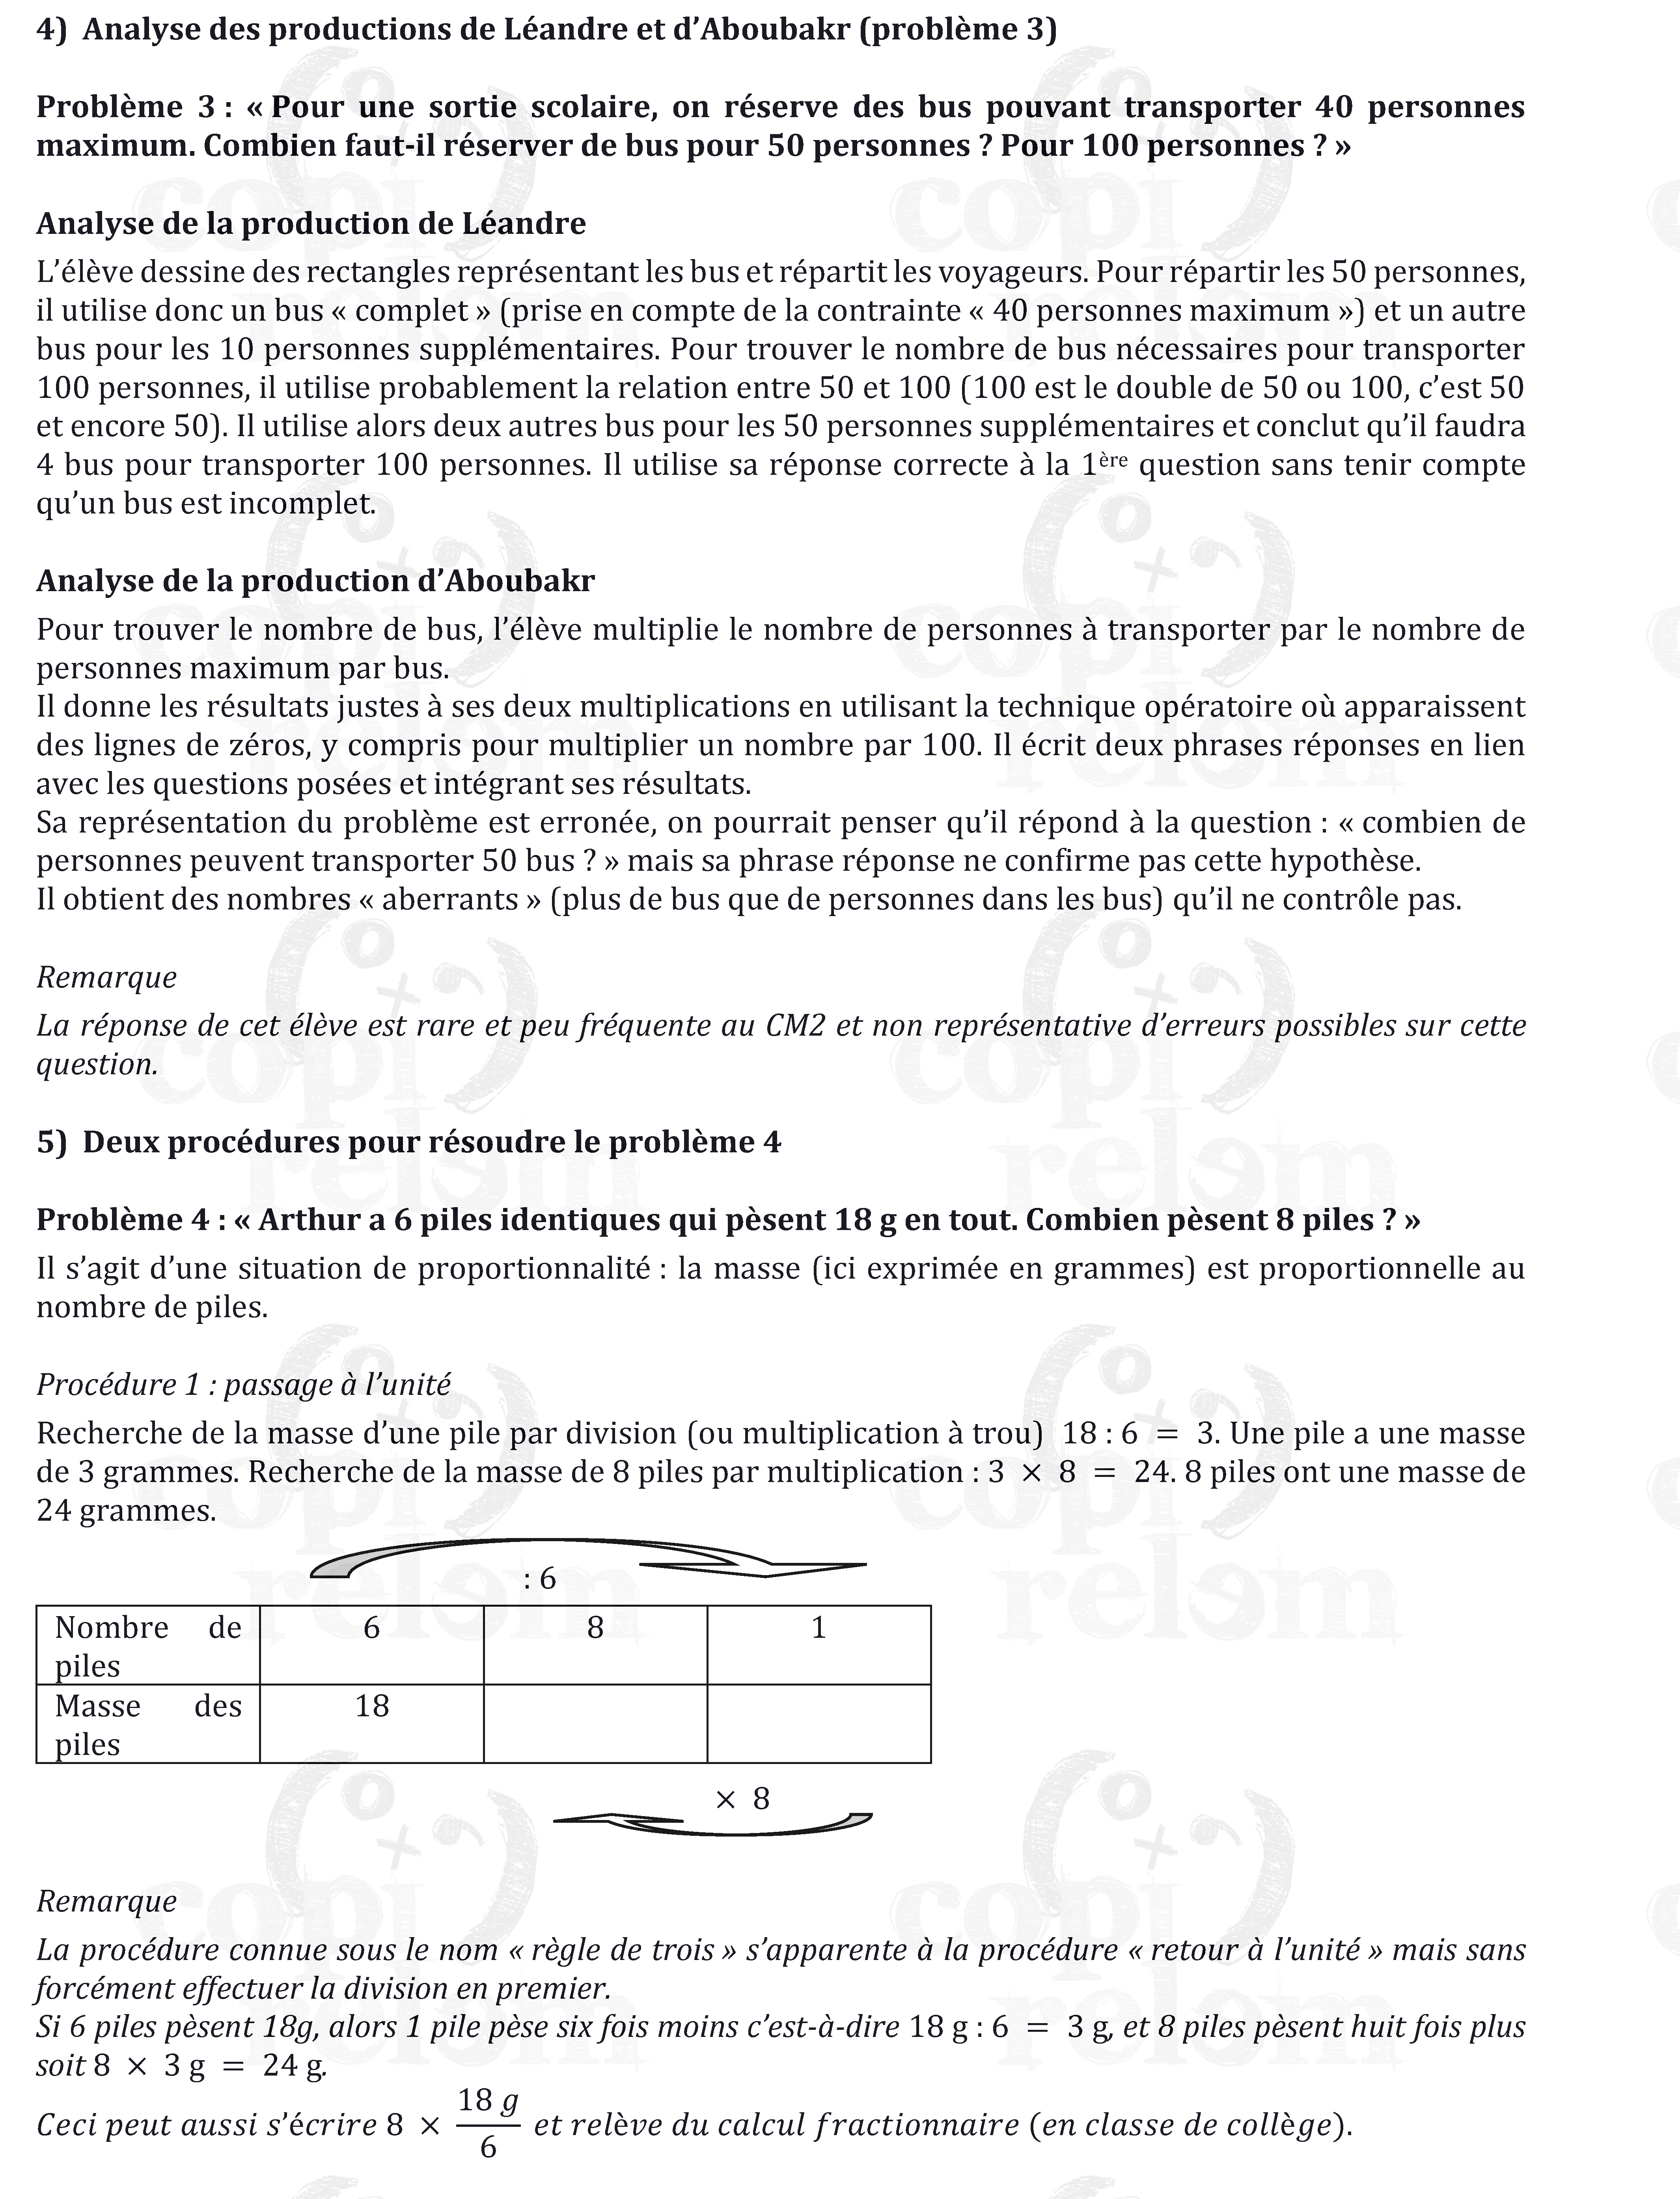 4) Analyse des productions de Léandre et d’Aboubakr (problème 3)
Problème 3 : « Pour une sortie scolaire, on réserve des bus pouvant transporter 40 personnes
maximum. Combien faut-il réserver de bus pour 50 personnes ? Pour 100 personnes ? »
Analyse de la production de Léandre
L’élève dessine des rectangles représentant les bus et répartit les voyageurs. Pour répartir les 50 personnes,
il utilise donc un bus « complet » (prise en compte de la contrainte « 40 personnes maximum ») et un autre
bus pour les 10 personnes supplémentaires. Pour trouver le nombre de bus nécessaires pour transporter
100 personnes, il utilise probablement la relation entre 50 et 100 (100 est le double de 50 ou 100, c’est 50
et encore 50). Il utilise alors deux autres bus pour les 50 personnes supplémentaires et conclut qu’il faudra
4 bus pour transporter 100 personnes. Il utilise sa réponse correcte à la 1ère question sans tenir compte
qu’un bus est incomplet.
Analyse de la production d’Aboubakr
Pour trouver le nombre de bus, l’élève multiplie le nombre de personnes à transporter par le nombre de
personnes maximum par bus.
Il donne les résultats justes à ses deux multiplications en utilisant la technique opératoire où apparaissent
des lignes de zéros, y compris pour multiplier un nombre par 100. Il écrit deux phrases réponses en lien
avec les questions posées et intégrant ses résultats.
Sa représentation du problème est erronée, on pourrait penser qu’il répond à la question : « combien de
personnes peuvent transporter 50 bus ? » mais sa phrase réponse ne confirme pas cette hypothèse.
Il obtient des nombres « aberrants » (plus de bus que de personnes dans les bus) qu’il ne contrôle pas.
Remarque
La réponse de cet élève est rare et peu fréquente au CM2 et non représentative d’erreurs possibles sur cette
question.
5) Deux procédures pour résoudre le problème 4
Problème 4 : « Arthur a 6 piles identiques qui pèsent 18 g en tout. Combien pèsent 8 piles ? »
Il s’agit d’une situation de proportionnalité : la masse (ici exprimée en grammes) est proportionnelle au
nombre de piles.
Procédure 1 : passage à l’unité
Recherche de la masse d’une pile par division (ou multiplication à trou) 18 : 6 = 3. Une pile a une masse
de 3 grammes. Recherche de la masse de 8 piles par multiplication : 3 × 8 = 24. 8 piles ont une masse de
24 grammes.
: 6
Nombre de piles 6 8 1
Masse des piles 18
× 8
Remarque
La procédure connue sous le nom « règle de trois » s’apparente à la procédure « retour à l’unité » mais sans
forcément effectuer la division en premier.
Si 6 piles pèsent 18g, alors 1 pile pèse six fois moins c’est-à-dire 18 g : 6 = 3 g, et 8 piles pèsent huit fois plus
soit 8 × 3 g = 24 g.
Ceci peut aussi s’écrire 8 × 18 g / 6 et relève du calcul fractionnaire (en classe de collège).
copi
relem